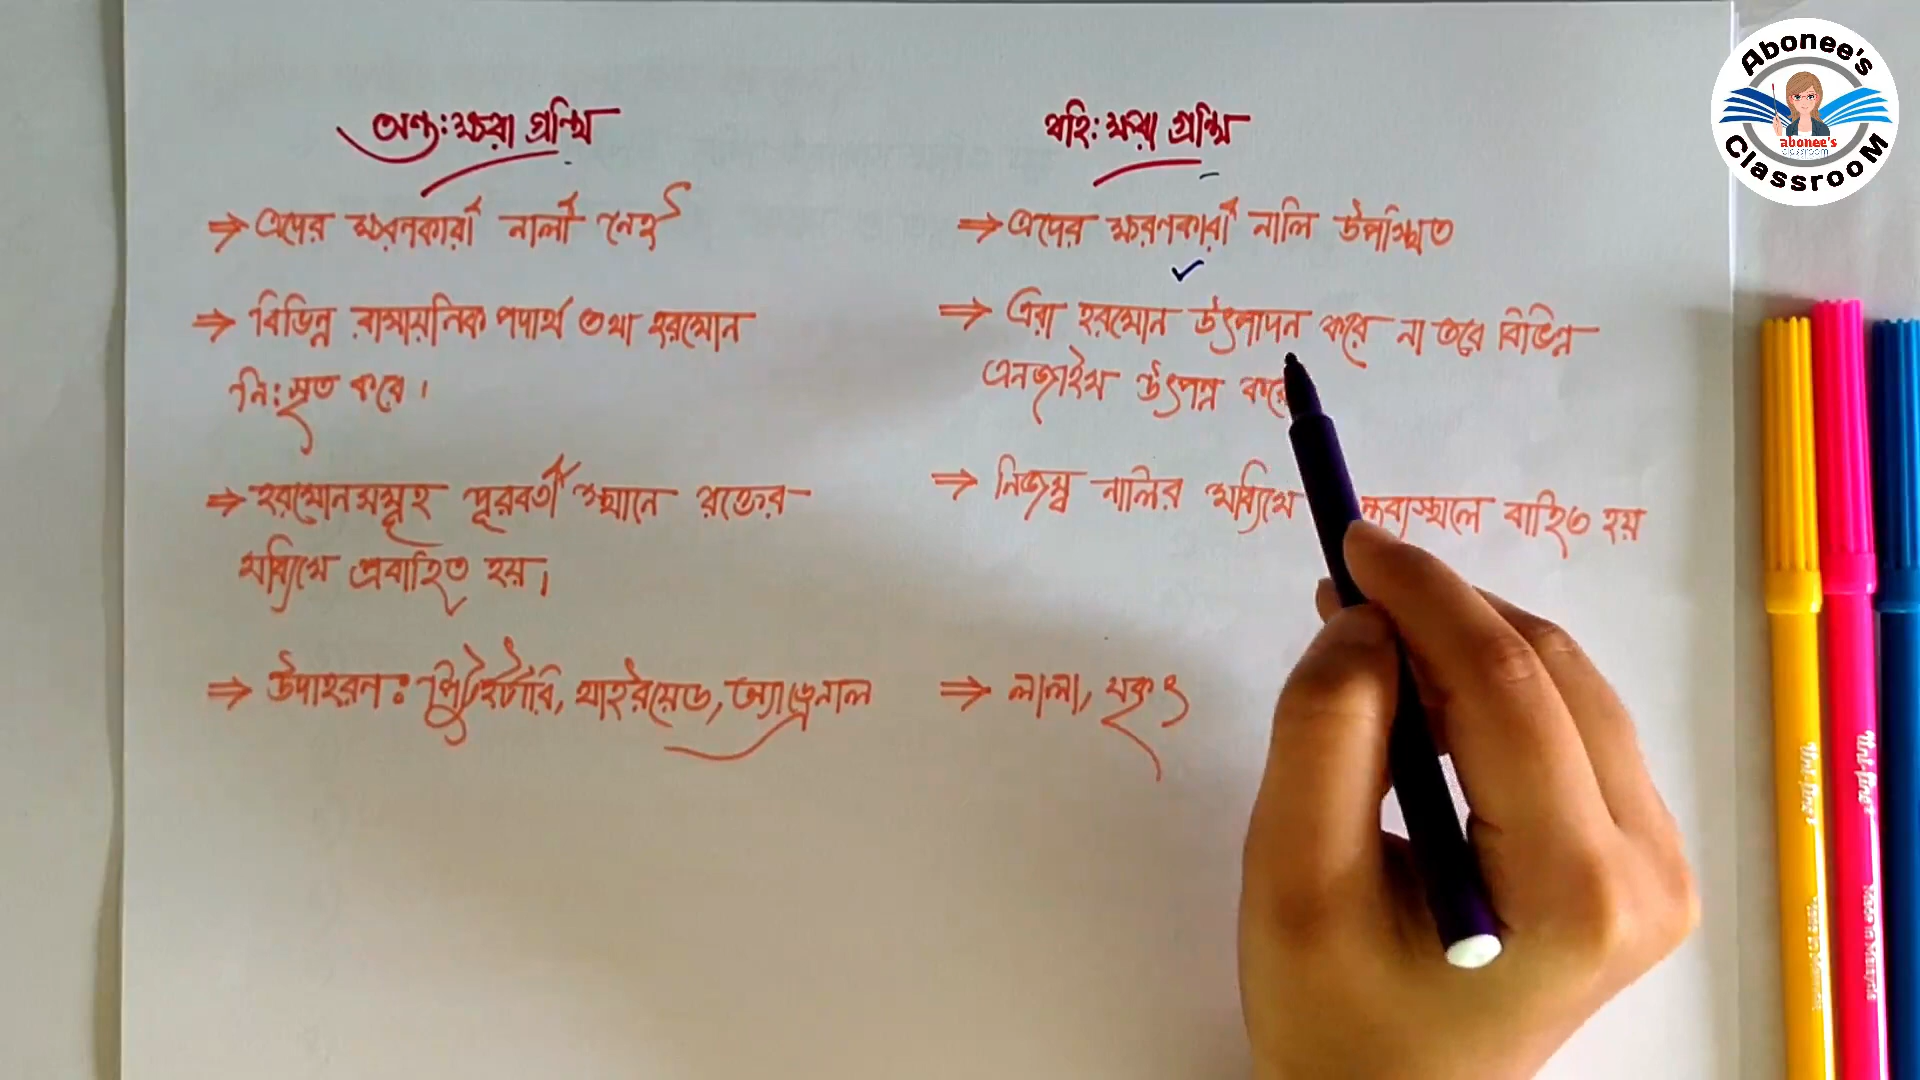 অন্তঃক্ষরা গ্রন্থি
⇒ এদের ক্ষরণকারী নালী নেই
⇒ বিভিন্ন রাসায়নিক পদার্থ তথা হরমোন
নিঃসৃত করে।
⇒ হরমোনসমূহ দূরবর্তী স্থানে রক্তের
মাধ্যমে প্রবাহিত হয়।
⇒ উদাহরণঃ পিটুইটারি, থাইরয়েড, অ্যাড্রেনাল
বহিঃক্ষরা গ্রন্থি
⇒ এদের ক্ষরণকারী নালি উপস্থিত
⇒ এরা হরমোন উৎপাদন করে না তবে বিভিন্ন
এনজাইম উৎপন্ন করে
⇒ নিজস্ব নালির মাধ্যমে বাহিত হয়
⇒ লালা, যকৃৎ
Abonee's
abonee's
classroom
ClassrooM